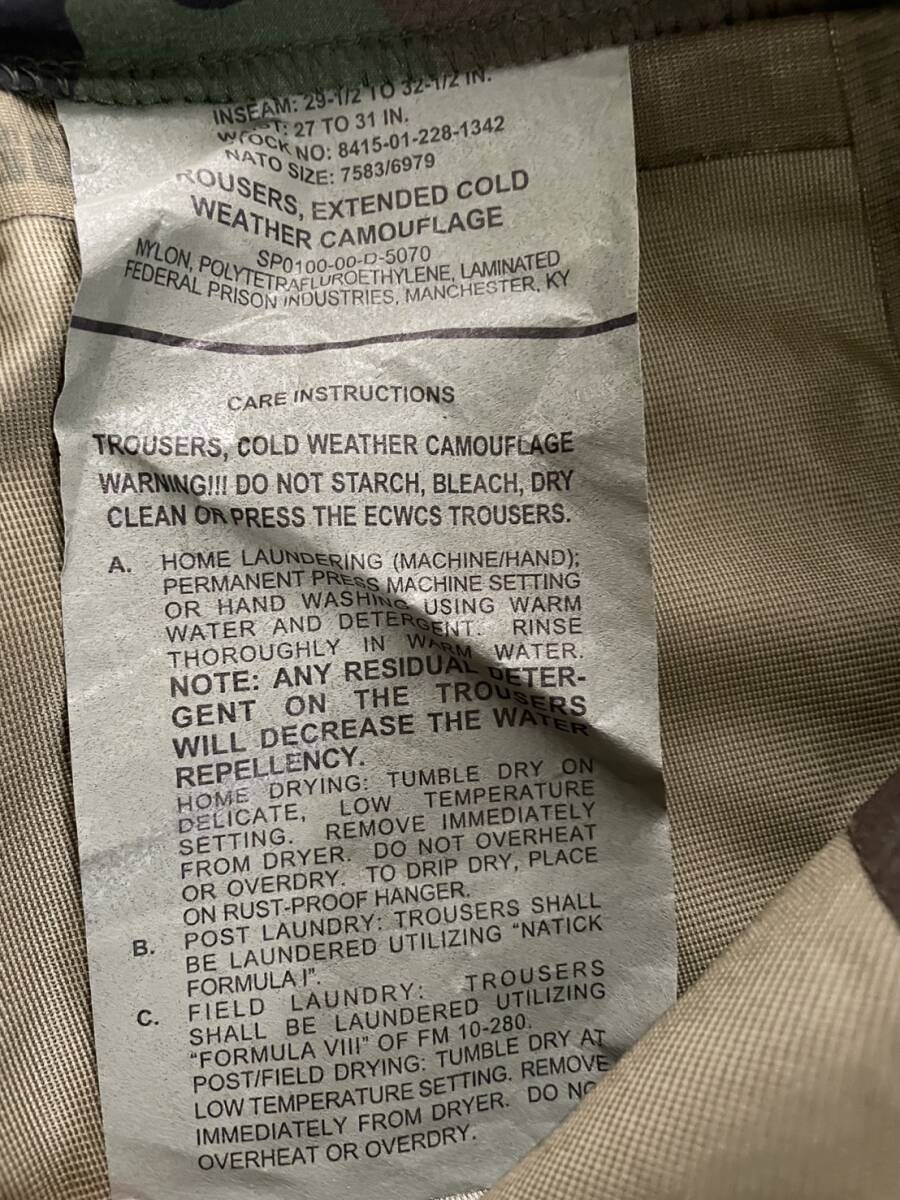 INSEAM: 29-1/2 TO 32-1/2 IN.
27 TO 31 IN.
NO: 8415-01-228-1342
NATO SIZE: 7583/6979
ROUSERS, EXTENDED COLD
WEATHER CAMOUFLAGE
SP0100-00-D-5070
NYLON, POLYTETRAFLUROETHYLENE, LAMINATED
FEDERAL PRISON INDUSTRIES, MANCHESTER, KY
CARE INSTRUCTIONS
TROUSERS, COLD WEATHER CAMOUFLAGE
WARNING!!! DO NOT STARCH, BLEACH, DRY
CLEAN OR PRESS THE ECWCS TROUSERS.
A. HOME LAUNDERING (MACHINE/HAND);
PERMANENT PRESS MACHINE SETTING
OR HAND WASHING USING WARM
WATER AND DETERGENT. RINSE
THOROUGHLY IN WARM WATER.
NOTE: ANY RESIDUAL DETER-
GENT ON THE TROUSERS
WILL DECREASE THE WATER
REPELLENCY.
HOME DRYING: TUMBLE DRY ON
DELICATE, LOW TEMPERATURE
SETTING. REMOVE IMMEDIATELY
FROM DRYER. DO NOT OVERHEAT
OR OVERDRY. TO DRIP DRY, PLACE
ON RUST-PROOF HANGER.
B. POST LAUNDRY: TROUSERS SHALL
BE LAUNDERED UTILIZING "NATICK
FORMULA I".
C. FIELD LAUNDRY: TROUSERS
SHALL BE LAUNDERED UTILIZING
"FORMULA VIII" OF FM 10-280.
POST/FIELD DRYING: TUMBLE DRY AT
LOW TEMPERATURE SETTING. REMOVE
IMMEDIATELY FROM DRYER. DO NO
OVERHEAT OR OVERDRY.